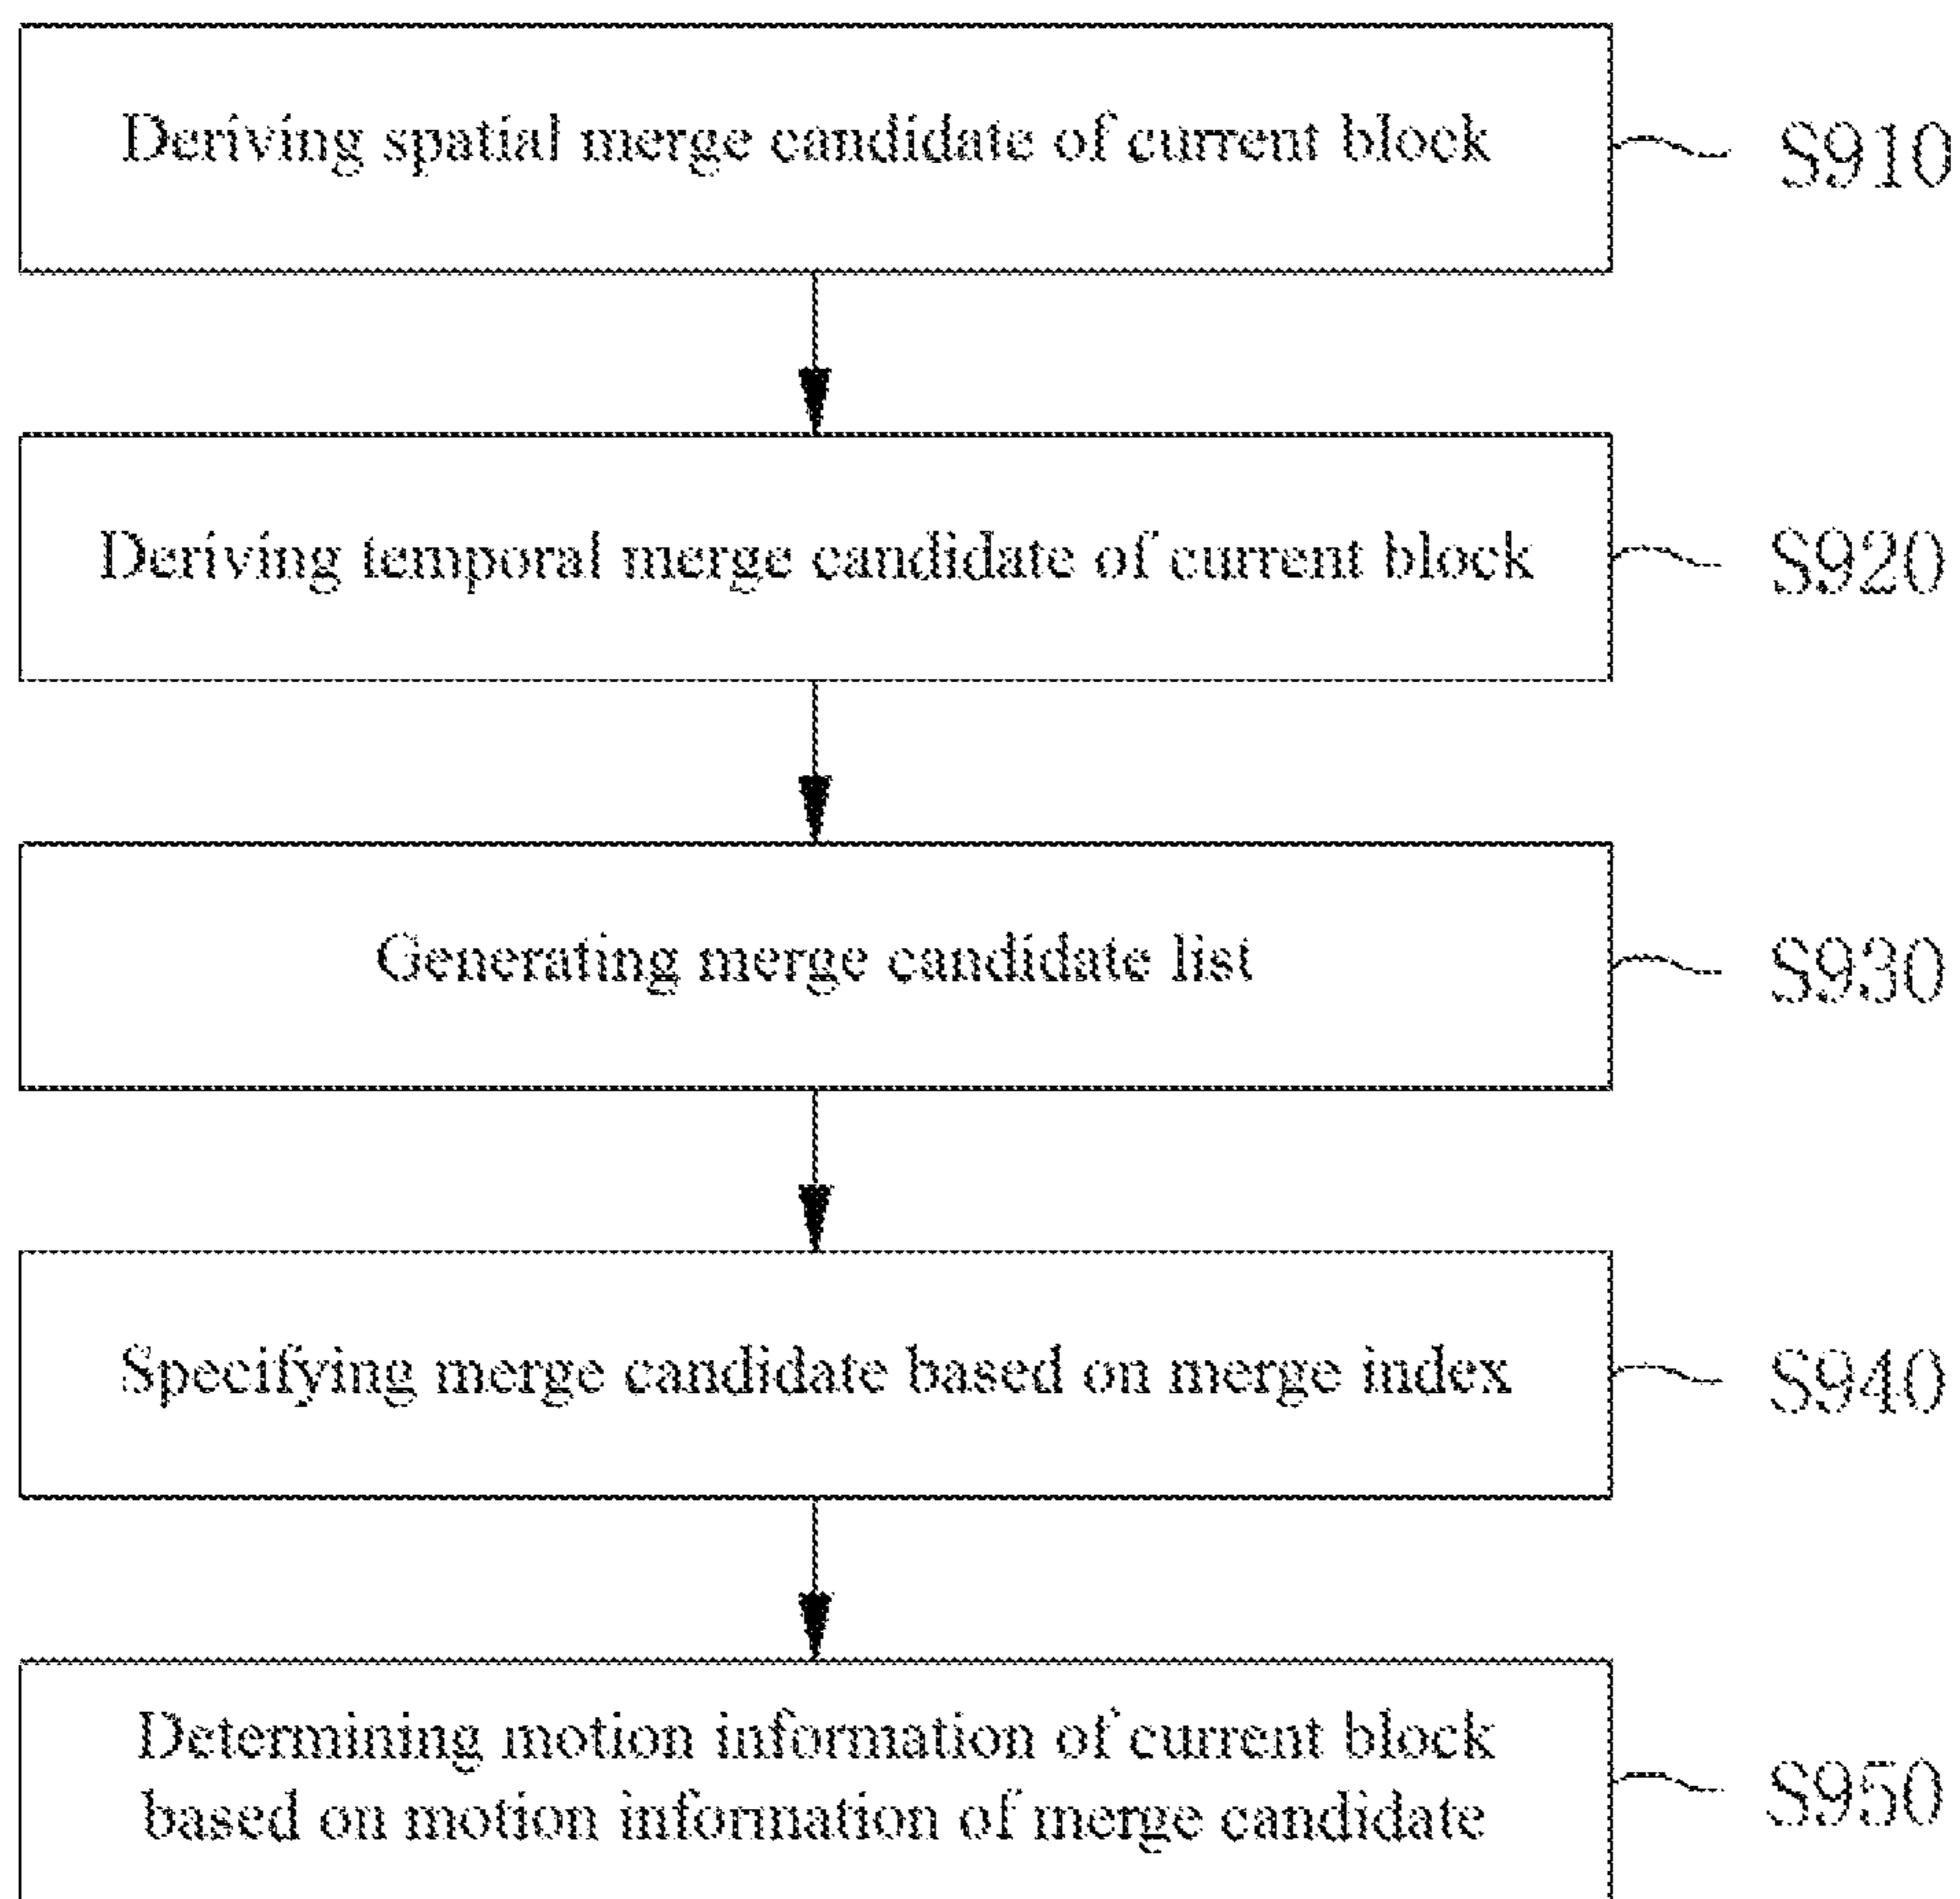 Deriving spatial merge candidate of current block
S910
Deriving temporal merge candidate of current block
S920
Generating merge candidate list
S930
Specifying merge candidate based on merge index
S940
Determining motion information of current block
based on motion information of merge candidate
S950